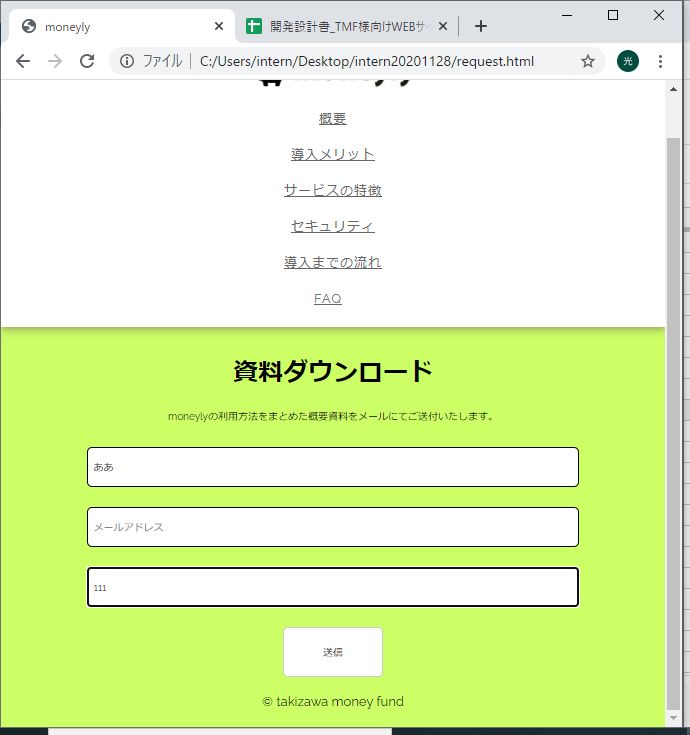 moneyly
開発設計書_TMF様向けWEBサ
ファイル
C:/Users/intern/Desktop/intern20201128/request.html
光
概要
導入メリット
サービスの特徴
セキュリティ
導入までの流れ
FAQ
資料ダウンロード
moneylyの利用方法をまとめた概要資料をメールにてご送付いたします。
ああ
メールアドレス
111
送信
© takizawa money fund